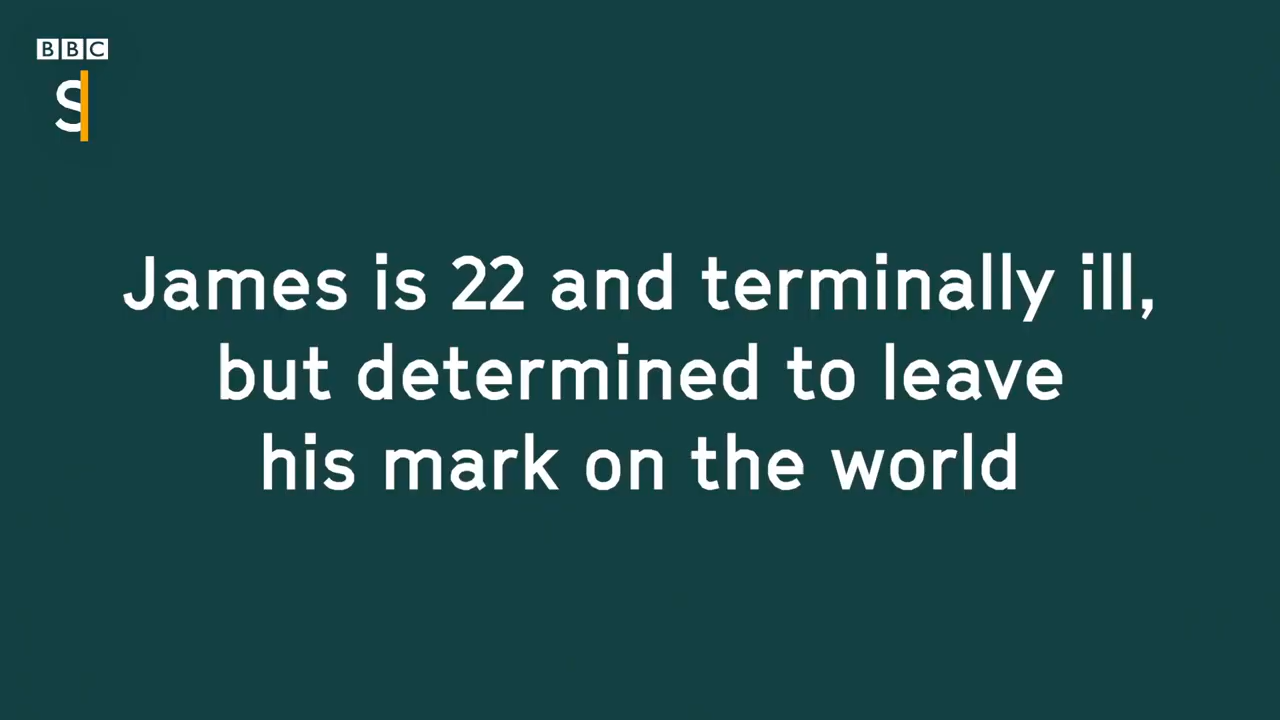 BBC
S
James is 22 and terminally ill,
but determined to leave
his mark on the world